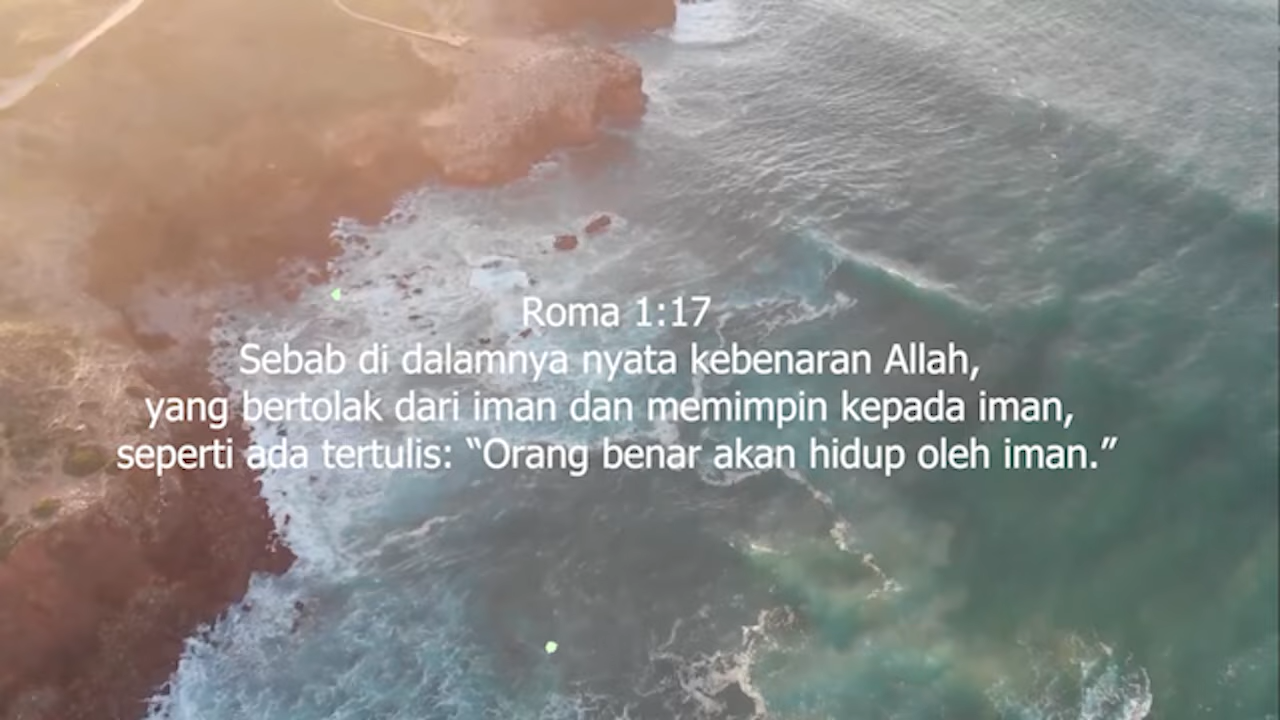 Roma 1:17
Sebab di dalamnya nyata kebenaran Allah,
yang bertolak dari iman dan memimpin kepada iman,
seperti ada tertulis: “Orang benar akan hidup oleh iman.”